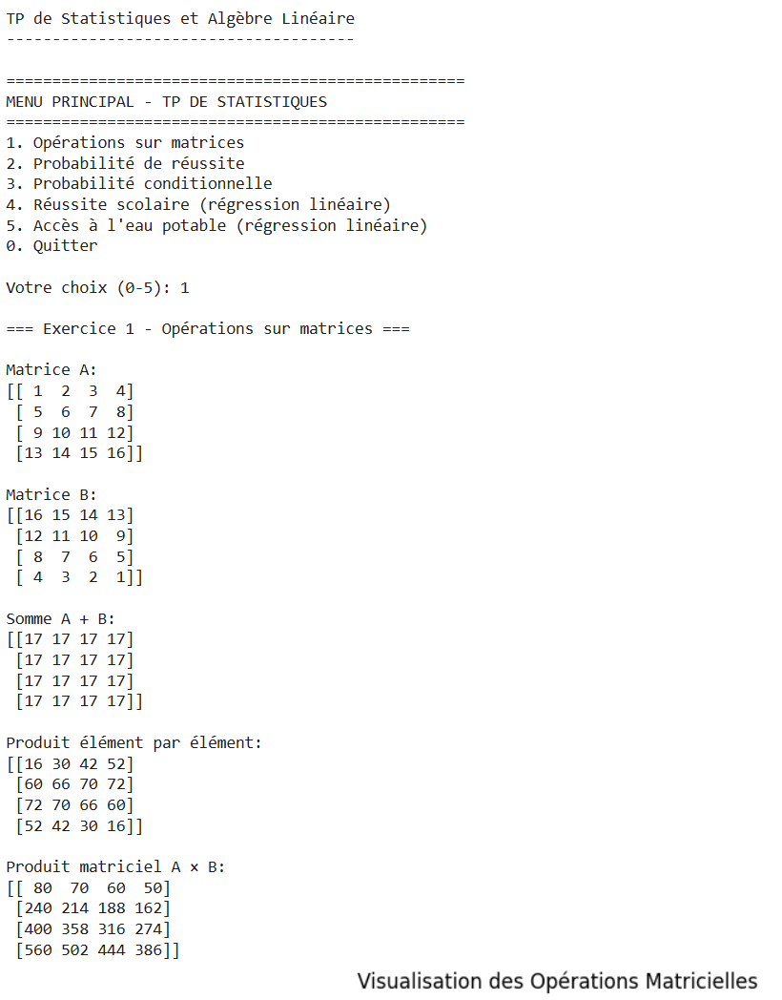 TP de Statistiques et Algèbre Linéaire
--------------------------------------
==================================================
MENU PRINCIPAL - TP DE STATISTIQUES
==================================================
1. Opérations sur matrices
2. Probabilité de réussite
3. Probabilité conditionnelle
4. Réussite scolaire (régression linéaire)
5. Accès à l'eau potable (régression linéaire)
0. Quitter
Votre choix (0-5): 1
=== Exercice 1 - Opérations sur matrices ===
Matrice A:
[[ 1  2  3  4]
 [ 5  6  7  8]
 [ 9 10 11 12]
 [13 14 15 16]]
Matrice B:
[[16 15 14 13]
 [12 11 10  9]
 [ 8  7  6  5]
 [ 4  3  2  1]]
Somme A + B:
[[17 17 17 17]
 [17 17 17 17]
 [17 17 17 17]
 [17 17 17 17]]
Produit élément par élément:
[[16 30 42 52]
 [60 66 70 72]
 [72 70 66 60]
 [52 42 30 16]]
Produit matriciel A × B:
[[ 80  70  60  50]
 [240 214 188 162]
 [400 358 316 274]
 [560 502 444 386]]
Visualisation des Opérations Matricielles